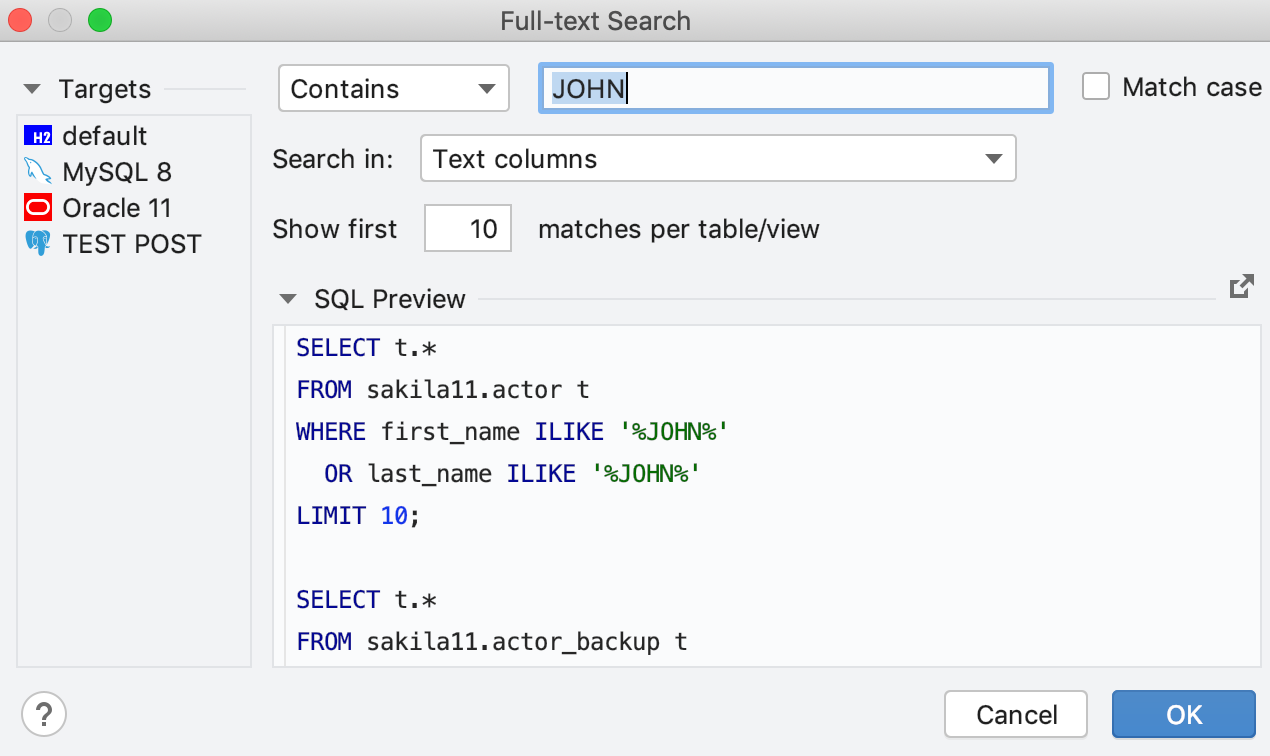 Full-text Search
Targets
H2 default
MySQL 8
Oracle 11
TEST POST
Contains
JOHN
Match case
Search in: Text columns
Show first 10 matches per table/view
SQL Preview
SELECT t.*
FROM sakila11.actor t
WHERE first_name ILIKE '%JOHN%'
  OR last_name ILIKE '%JOHN%'
LIMIT 10;
SELECT t.*
FROM sakila11.actor_backup t
?
Cancel
OK